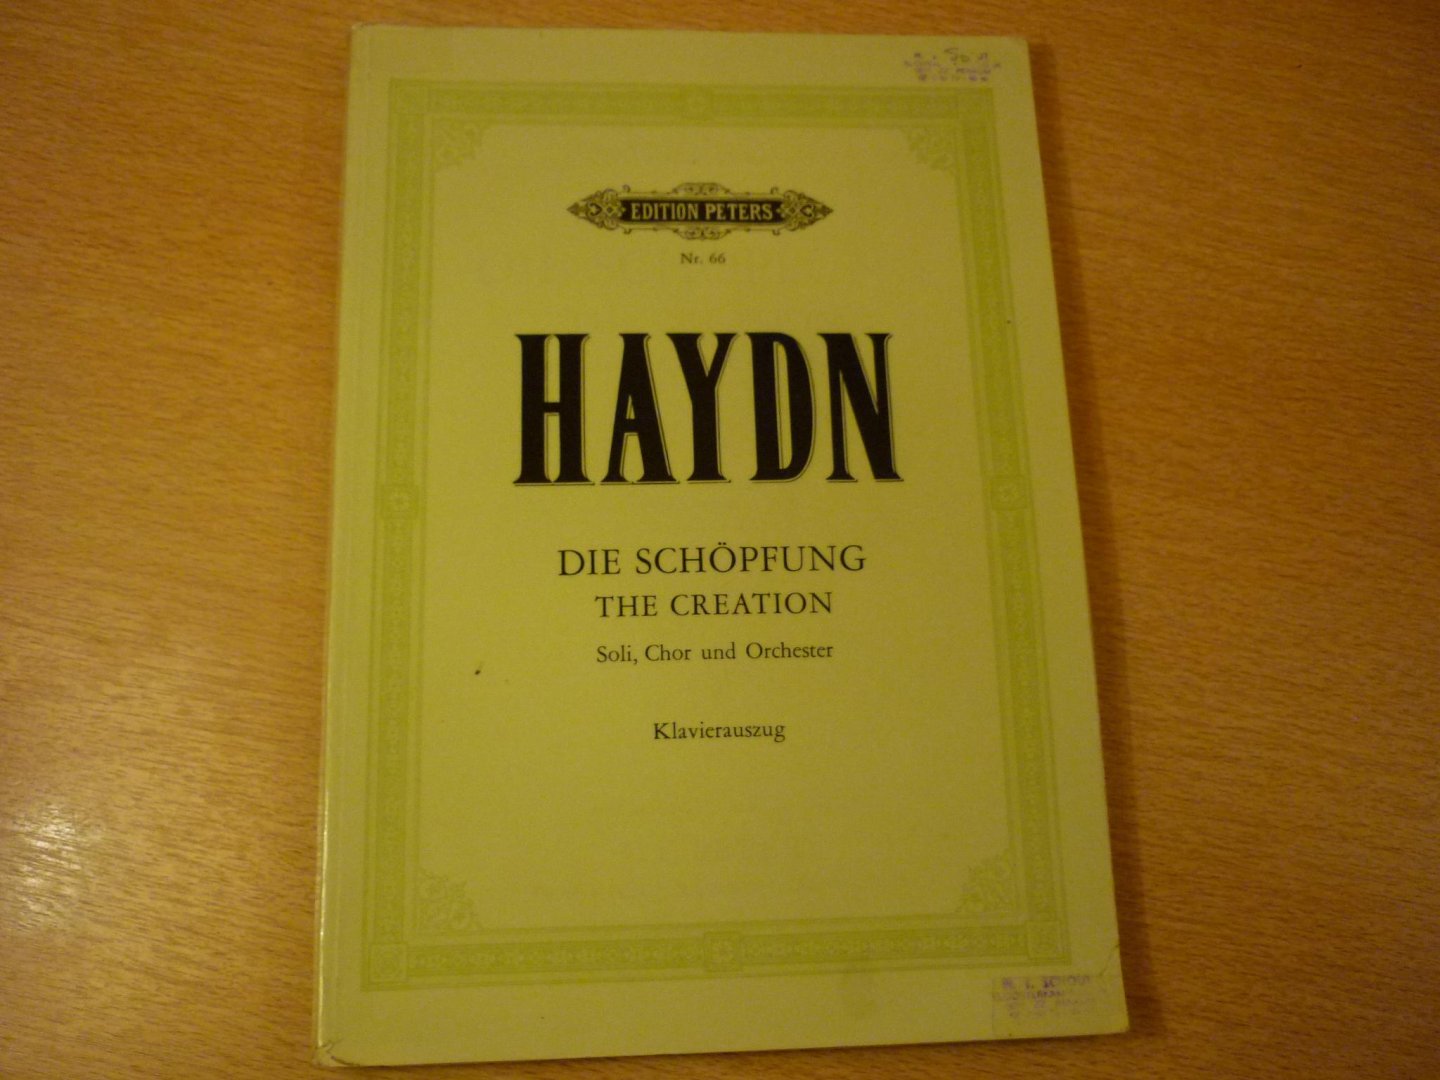 EDITION PETERS
Nr. 66
HAYDN
DIE SCHÖPFUNG
THE CREATION
Soli, Chor und Orchester
Klavierauszug